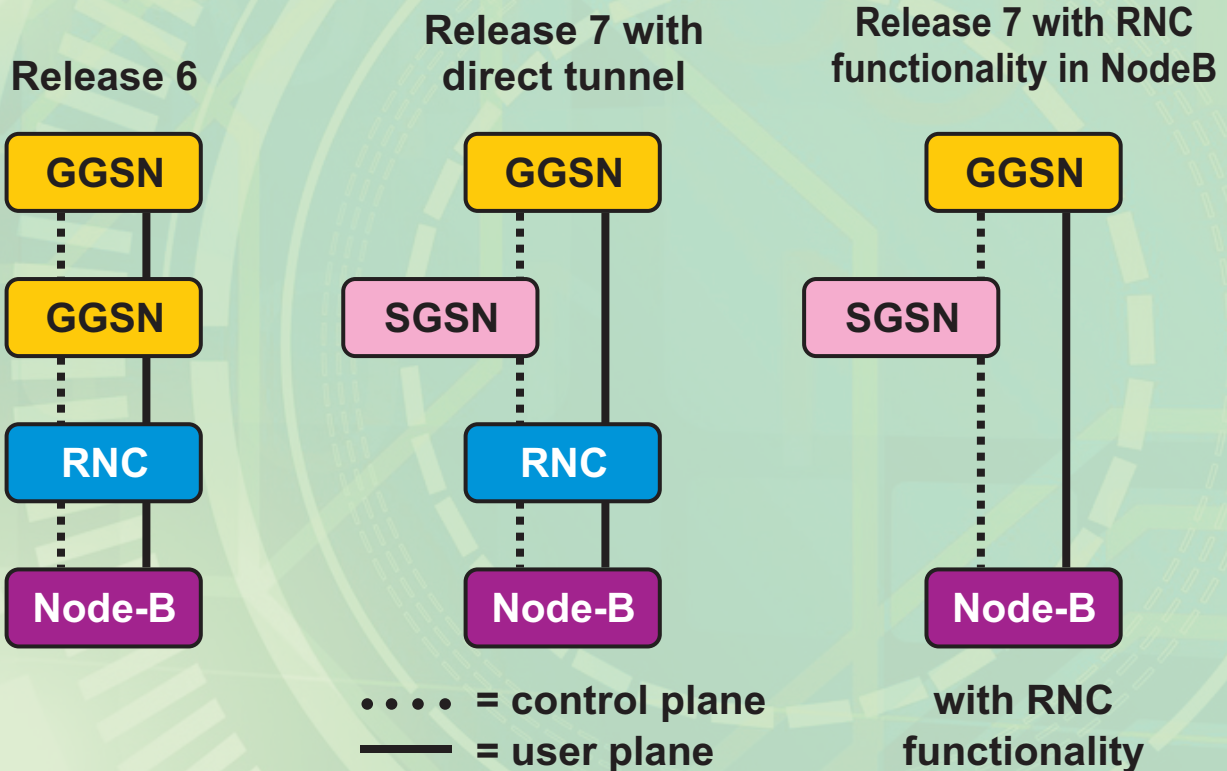 Release 6
GGSN
GGSN
RNC
Node-B
Release 7 with
direct tunnel
GGSN
SGSN
RNC
Node-B
Release 7 with RNC
functionality in NodeB
GGSN
SGSN
Node-B
with RNC
functionality
= control plane
= user plane